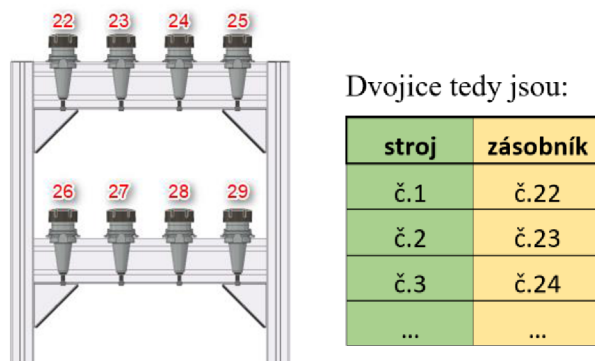 22 23 24 25
26 27 28 29
Dvojice tedy jsou:
stroj zásobník
č.1 č.22
č.2 č.23
č.3 č.24
... ...